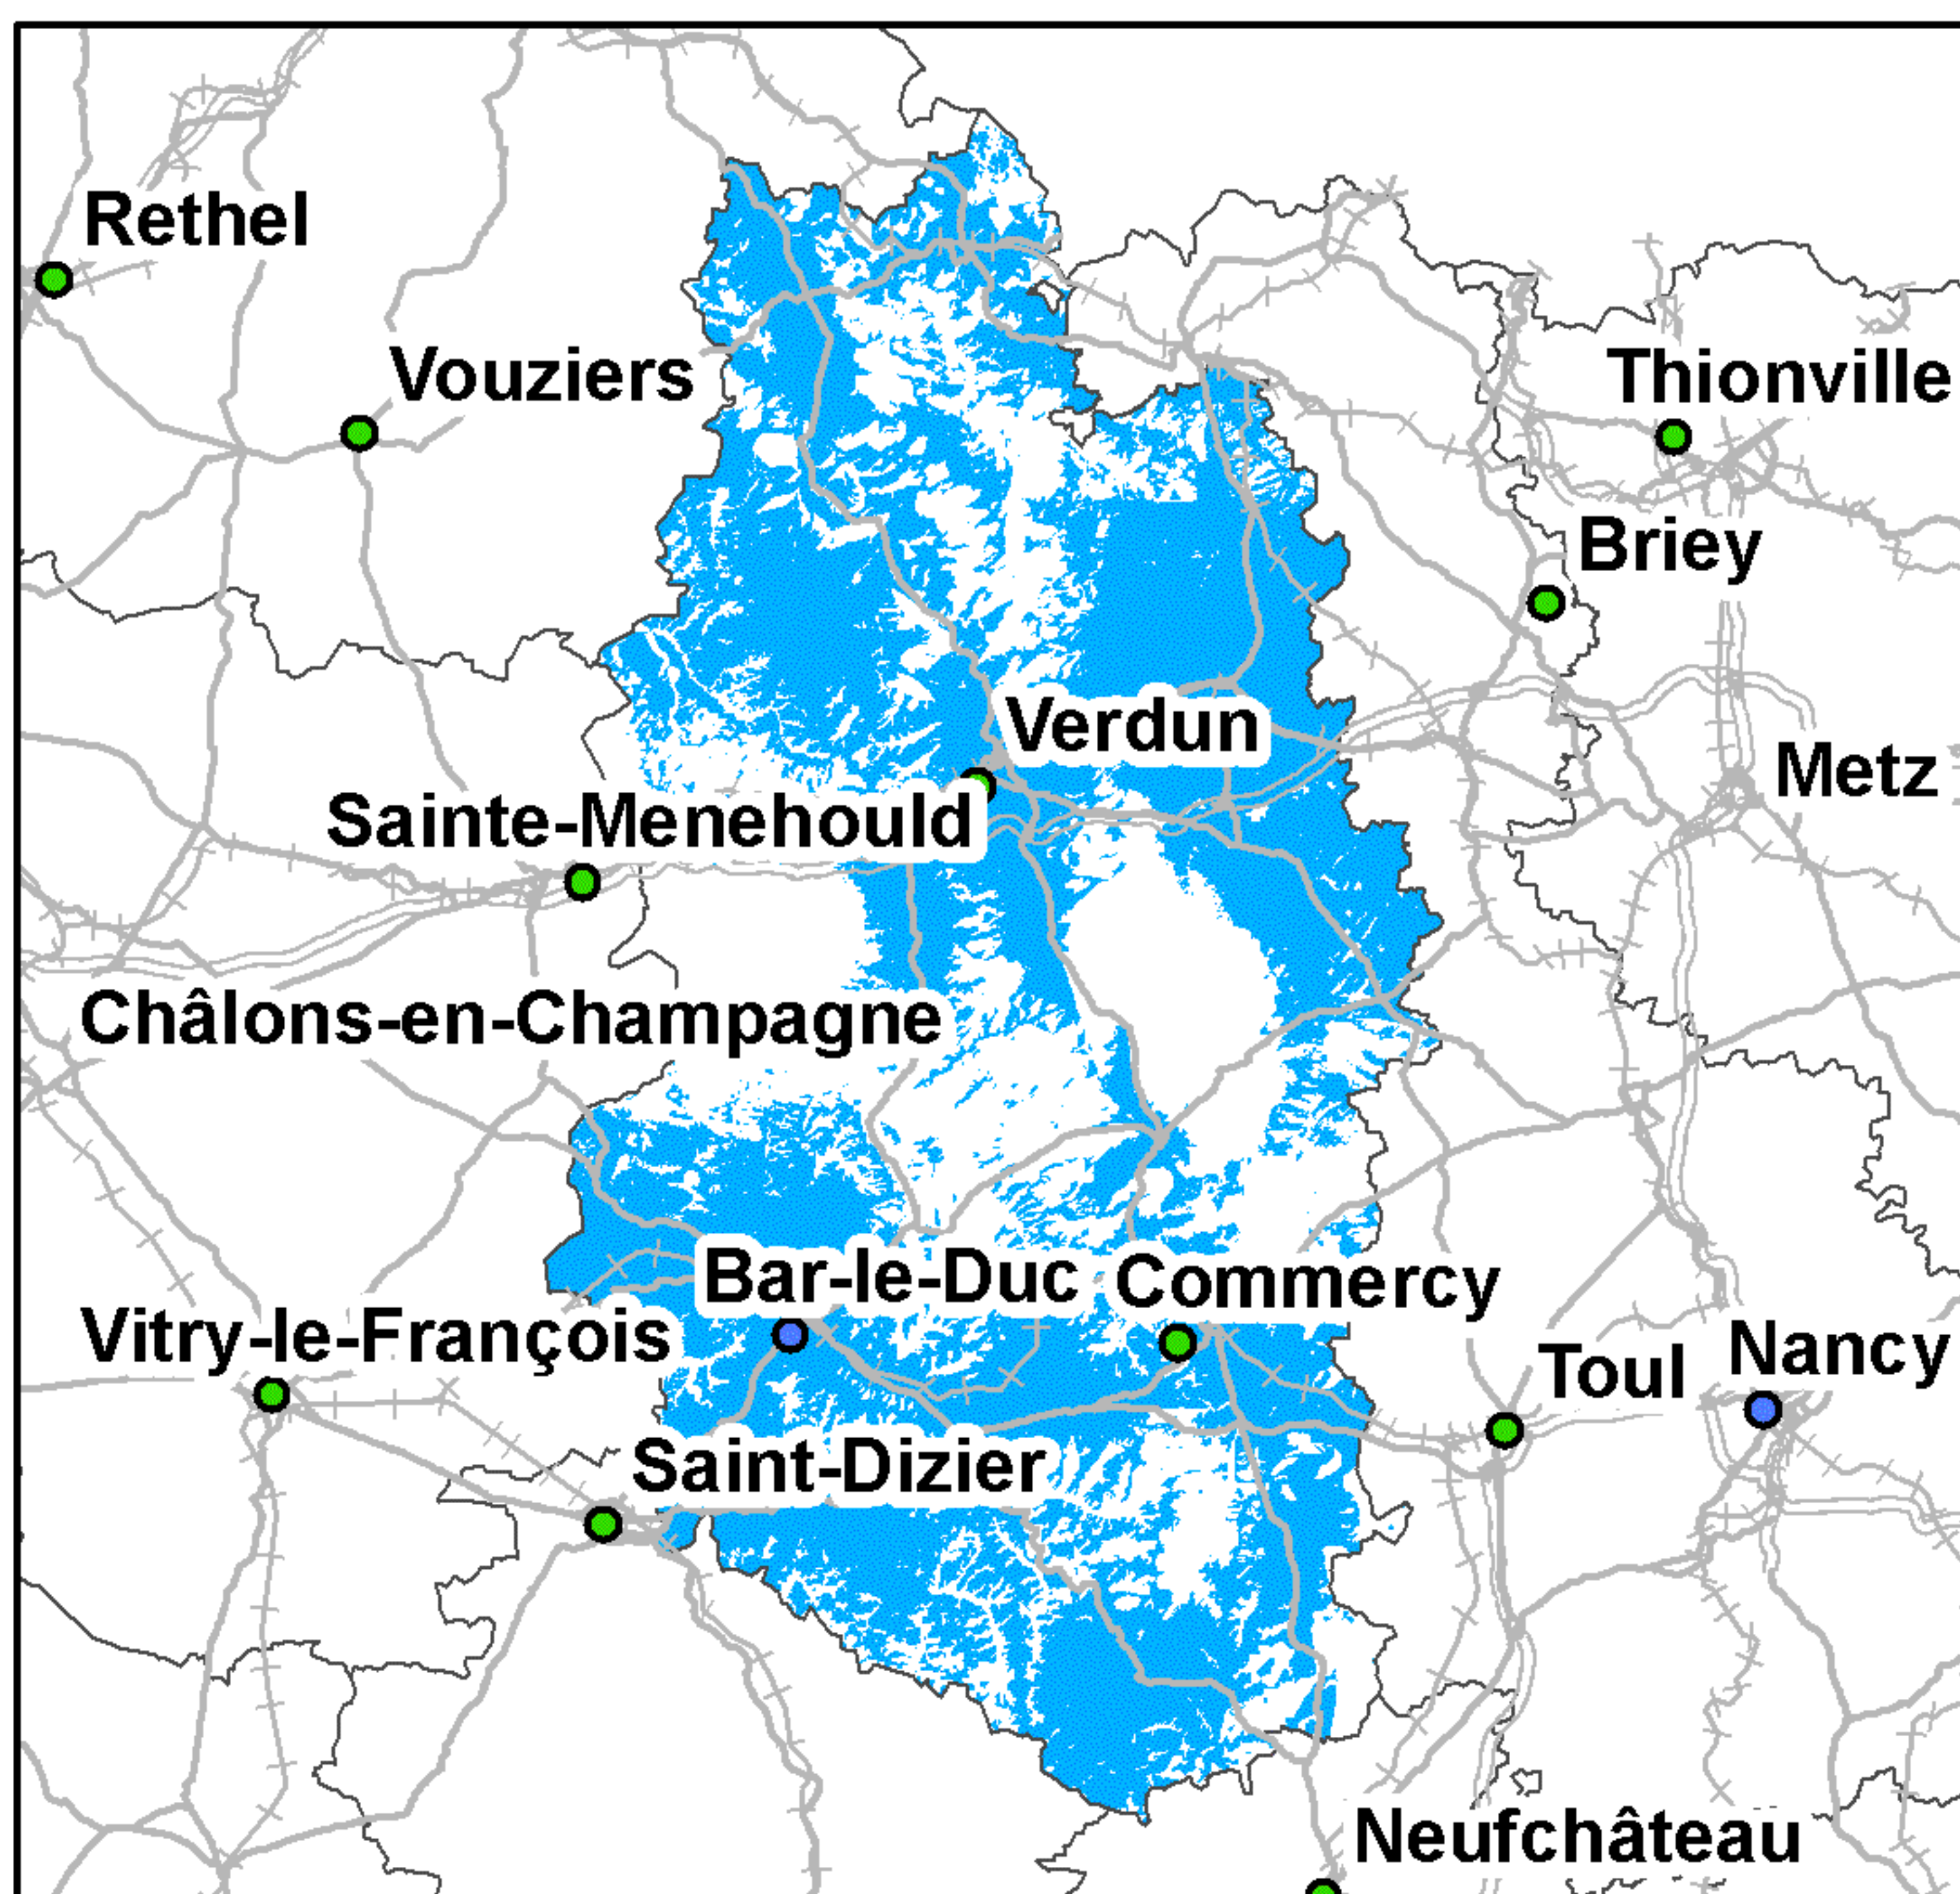 Rethel
Vouziers
Thionville
Briey
Verdun
Metz
Sainte-Menehould
Châlons-en-Champagne
Bar-le-Duc
Commercy
Vitry-le-François
Toul
Nancy
Saint-Dizier
Neufchâteau